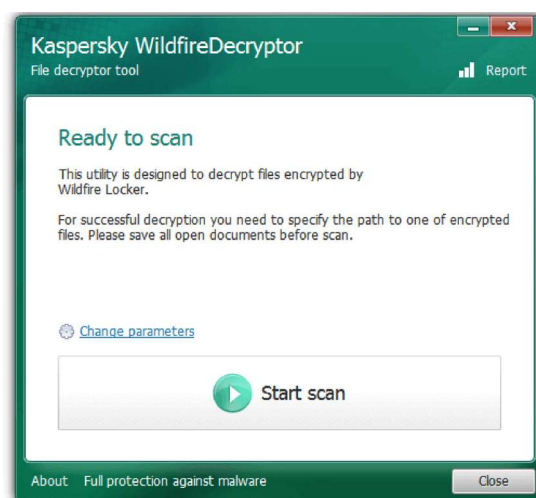 Kaspersky WildfireDecryptor
File decryptor tool
Report
Ready to scan
This utility is designed to decrypt files encrypted by
Wildfire Locker.
For successful decryption you need to specify the path to one of encrypted
files. Please save all open documents before scan.
Change parameters
Start scan
About Full protection against malware Close